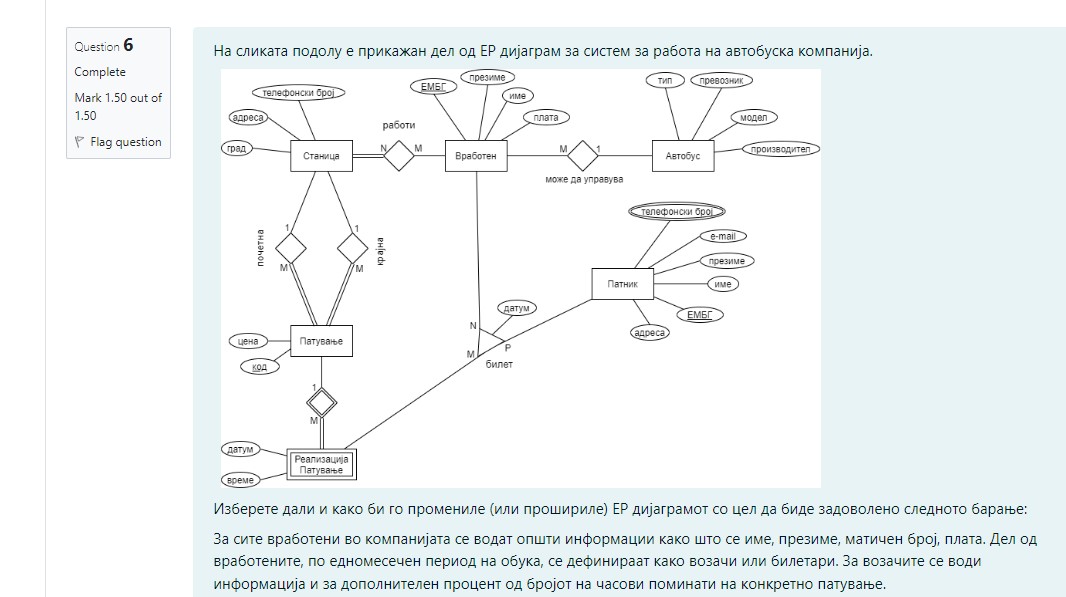 Question 6
Complete
Mark 1.50 out of
1.50
Flag question
На сликата подолу е прикажан дел од ЕР дијаграм за систем за работа на автобуска компанија.
телефонски број
адреса
град
Станица
работи
N
M
ЕМБГ
презиме
име
плата
Вработен
M
1
може да управува
тип
превозник
модел
производител
Автобус
почетна
1
M
1
M
крајна
телефонски број
e-mail
презиме
име
ЕМБГ
адреса
Патник
цена
код
Патување
датум
N
M
P
билет
1
M
датум
време
Реализација
Патување
Изберете дали и како би го промениле (или прошириле) ЕР дијаграмот со цел да биде задоволено следното барање:
За сите вработени во компанијата се водат општи информации како што се име, презиме, матичен број, плата. Дел од
вработените, по едномесечен период на обука, се дефинираат како возачи или билетари. За возачите се води
информација и за дополнителен процент од бројот на часови поминати на конкретно патување.